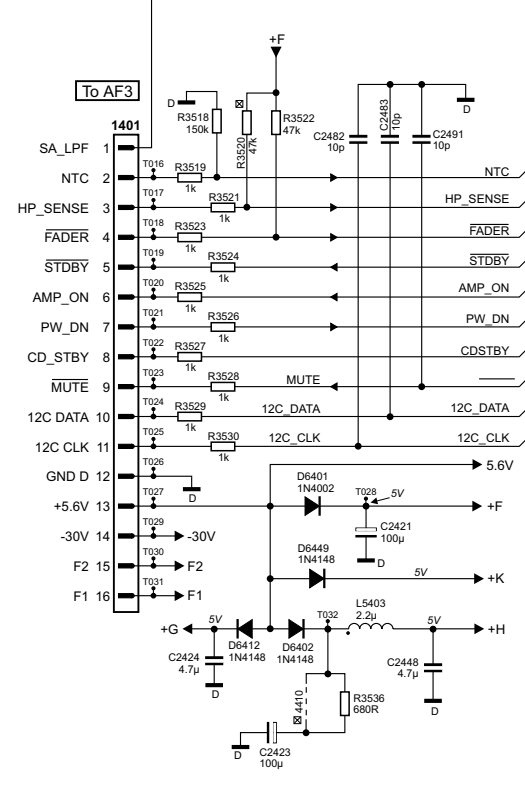 +F
To AF3
D
D
R3518
150k
R3520
47k
R3522
47k
C2482
10p
C2483
10p
C2491
10p
1401
SA_LPF 1
NTC 2 T016 R3519 1k NTC
HP_SENSE 3 T017 R3521 1k HP_SENSE
FADER 4 T018 R3523 1k FADER
STDBY 5 T019 R3524 1k STDBY
AMP_ON 6 T020 R3525 1k AMP_ON
PW_DN 7 T021 R3526 1k PW_DN
CD_STBY 8 T022 R3527 1k CDSTBY
MUTE 9 T023 R3528 1k MUTE
12C DATA 10 T024 R3529 1k 12C_DATA 12C_DATA
12C CLK 11 T025 R3530 1k 12C_CLK 12C_CLK
GND D 12 T026 D
5.6V
+5.6V 13 T027
D6401
1N4002
T028 5V +F
C2421
100µ
D
-30V 14 T029 -30V
F2 15 T030 F2
F1 16 T031 F1
D6449
1N4148
5V +K
+G 5V
D6412
1N4148
D6402
1N4148
T032
L5403
2.2µ
5V +H
C2424
4.7µ
D
C2448
4.7µ
D
4410
R3536
680R
D
C2423
100µ